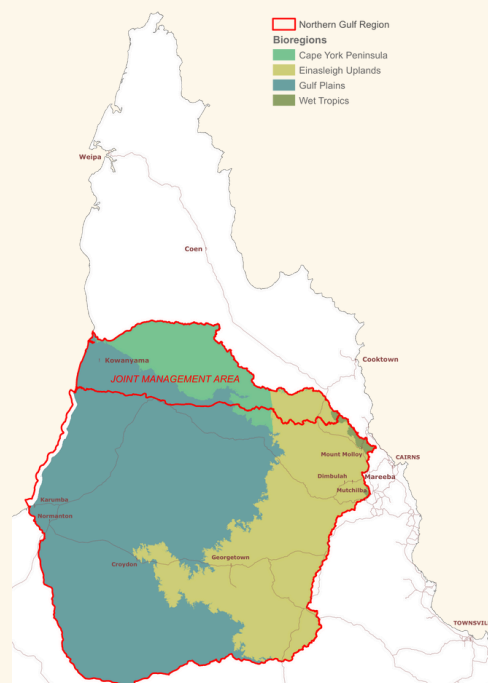 Northern Gulf Region
Bioregions
Cape York Peninsula
Einasleigh Uplands
Gulf Plains
Wet Tropics
Weipa
Coen
Kowanyama
Cooktown
JOINT MANAGEMENT AREA
Mount Molloy
CAIRNS
Dimbulah
Mareeba
Mutchilba
Karumba
Normanton
Georgetown
Croydon
TOWNSVIL